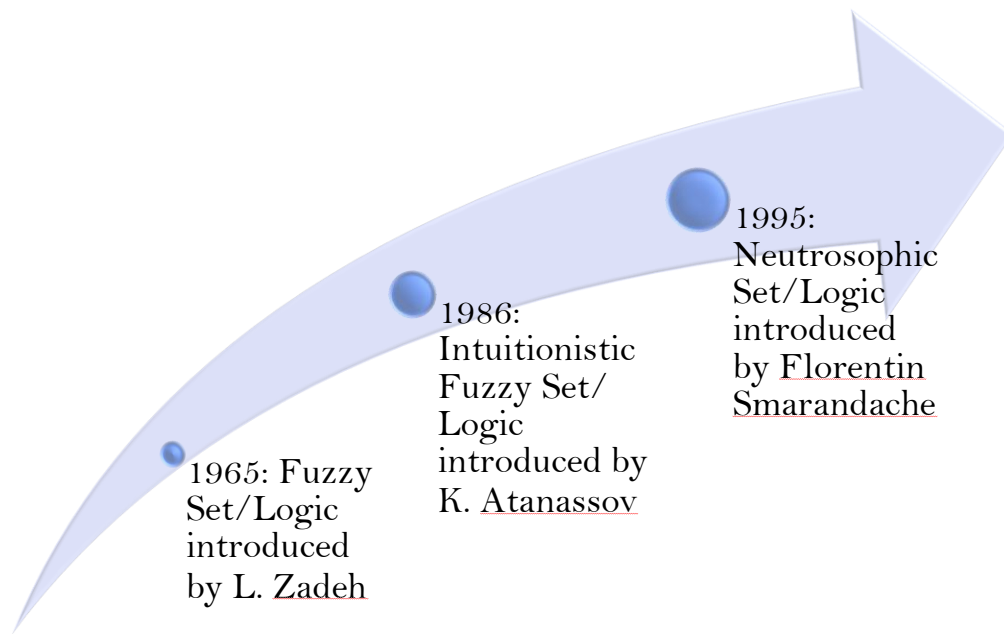 1965: Fuzzy
Set/Logic
introduced
by L. Zadeh
1986:
Intuitionistic
Fuzzy Set/
Logic
introduced by
K. Atanassov
1995:
Neutrosophic
Set/Logic
introduced
by Florentin
Smarandache